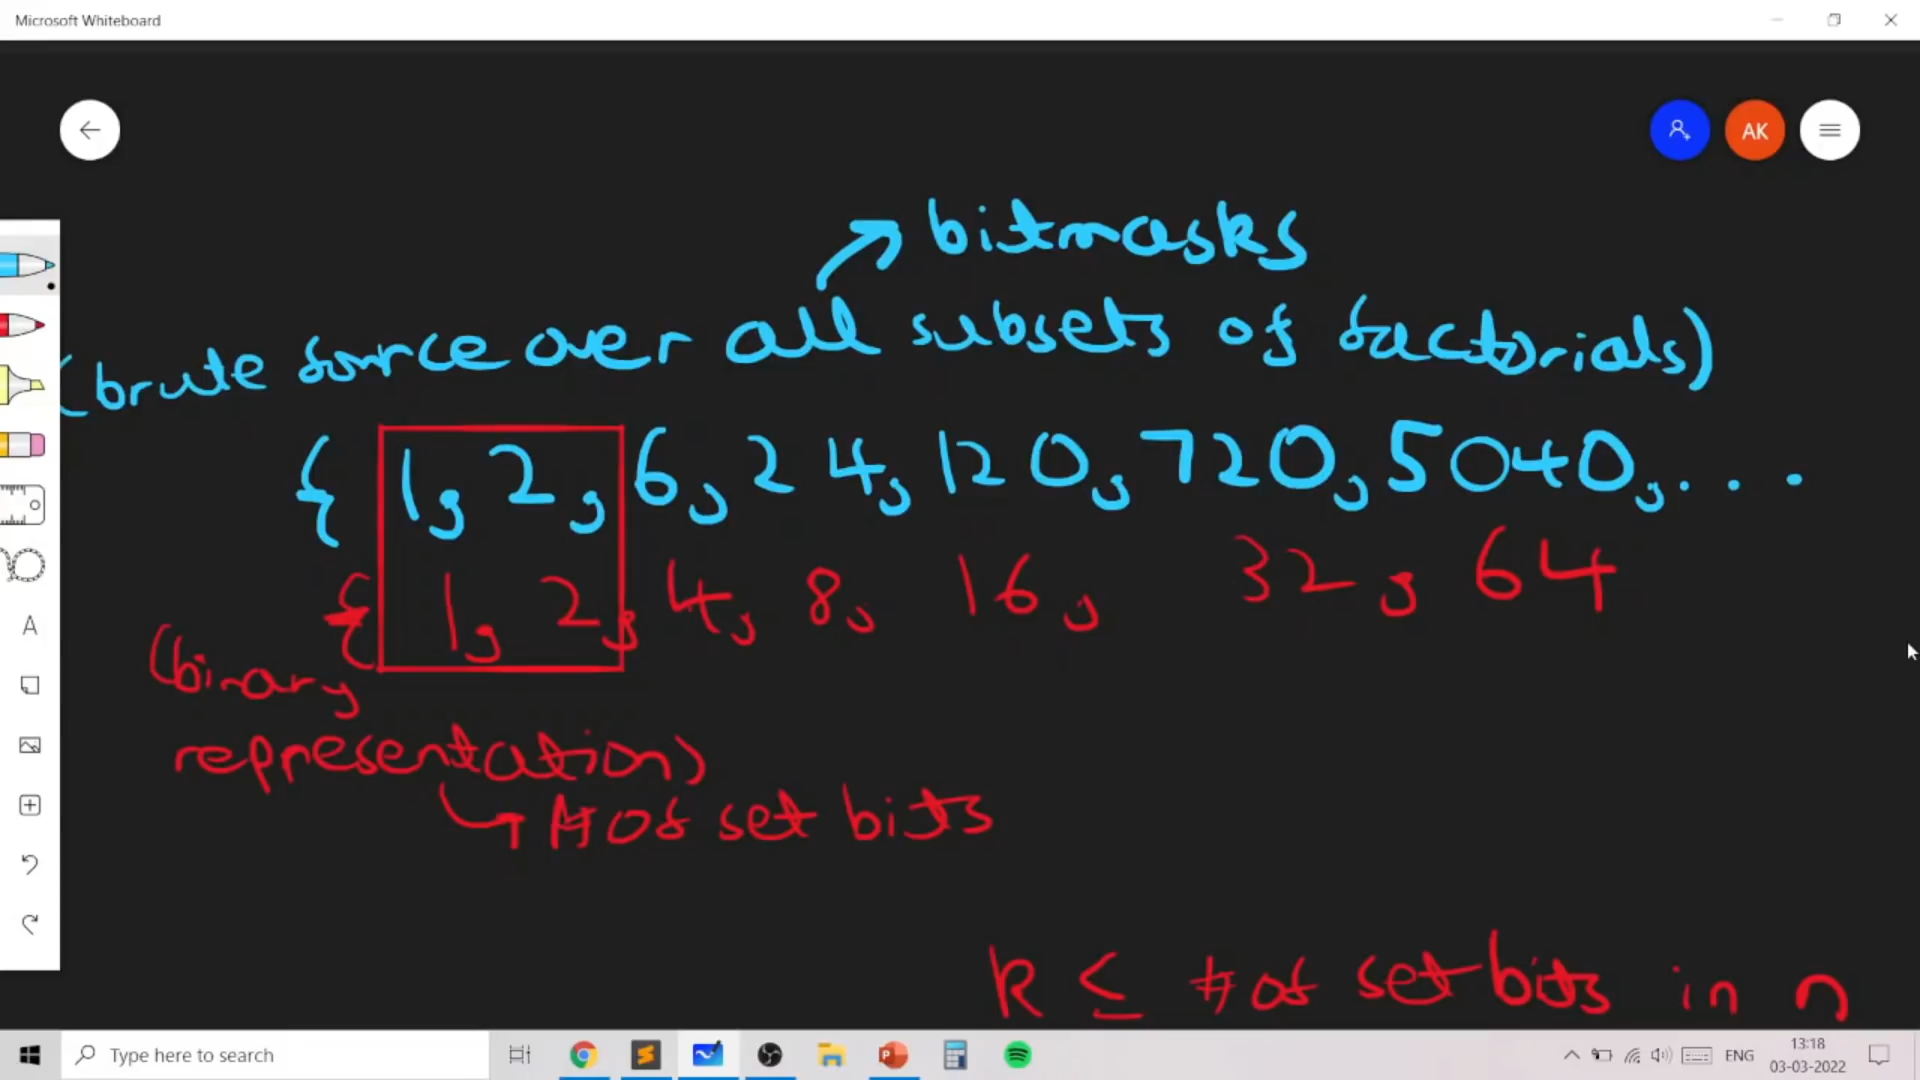 Microsoft Whiteboard
AK
bitmasks
(brute force over all subsets of factorials)
{ 1, 2, 6, 24, 120, 720, 5040, . . .
{ 1, 2, 4, 8, 16, 32, 64
(binary
representation)
# of set bits
k ≤ # of set bits in n
A
Type here to search
ENG
13:18
03-03-2022